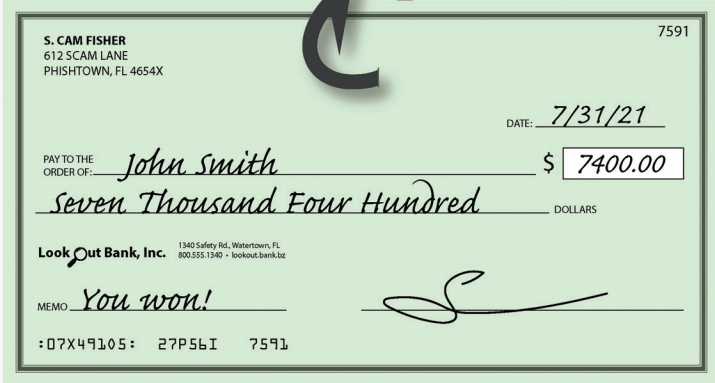 7591
S. CAM FISHER
612 SCAM LANE
PHISHTOWN, FL 4654X
DATE: 7/31/21
PAY TO THE
ORDER OF: John Smith $ 7400.00
Seven Thousand Four Hundred DOLLARS
Look Out Bank, Inc. 1340 Safety Rd., Watertown, FL
800.555.1340 • lookout.bank.bz
MEMO You won!
:07X49105: 27P56I 7591